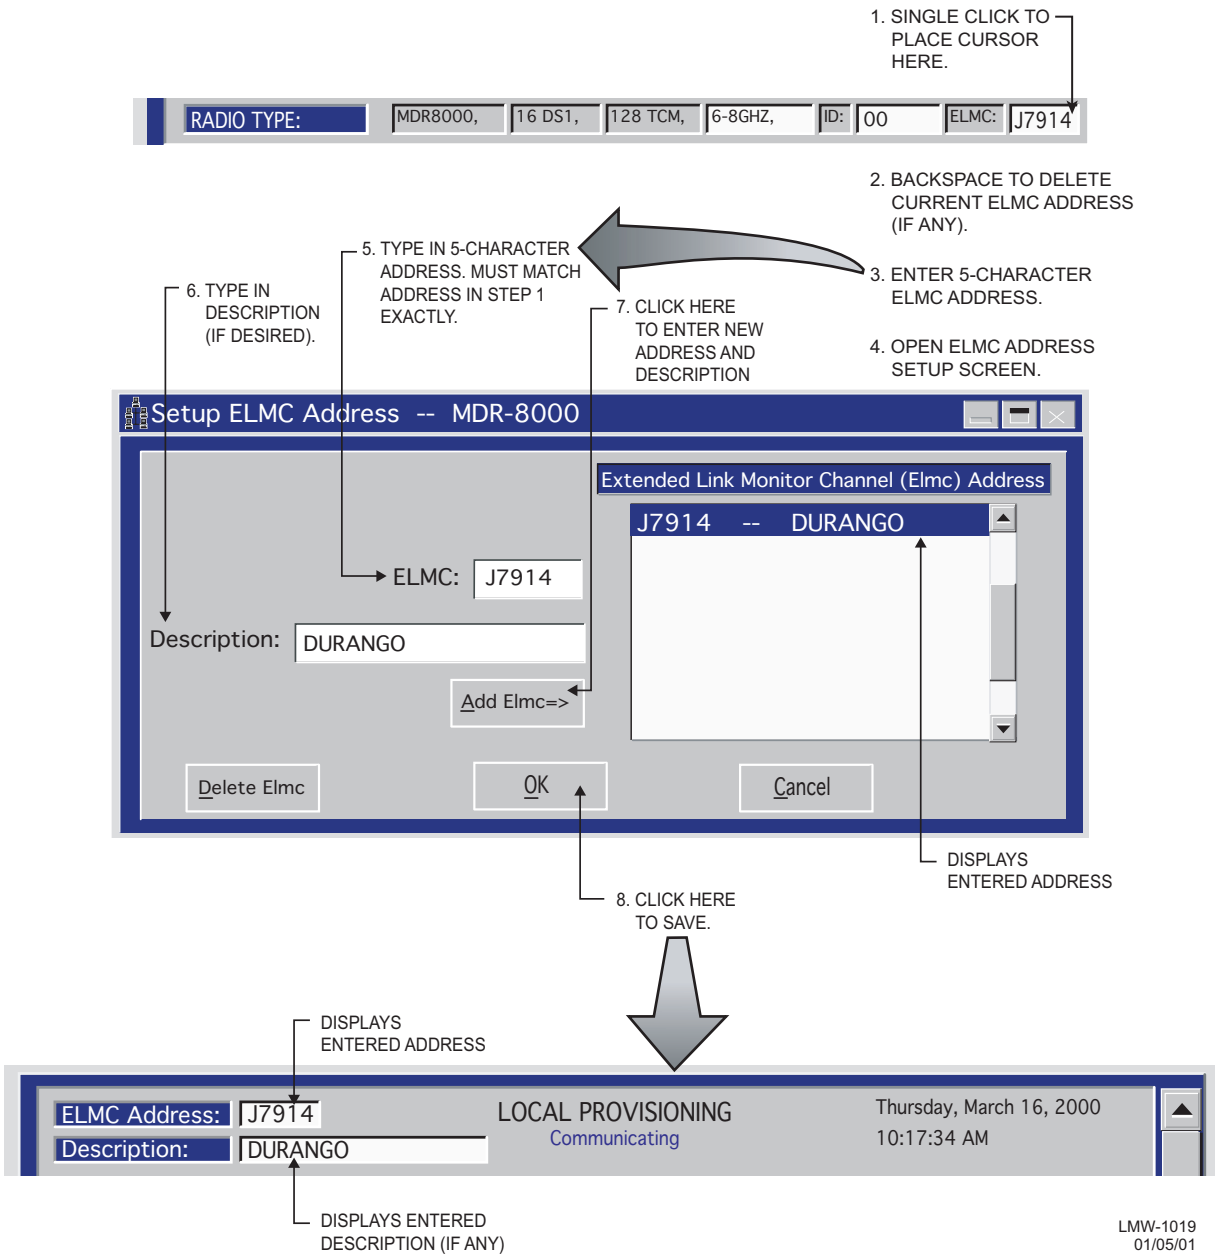 1. SINGLE CLICK TO
PLACE CURSOR
HERE.
RADIO TYPE: MDR8000, 16 DS1, 128 TCM, 6-8GHZ, ID: 00 ELMC: J7914
2. BACKSPACE TO DELETE
CURRENT ELMC ADDRESS
(IF ANY).
3. ENTER 5-CHARACTER
ELMC ADDRESS.
4. OPEN ELMC ADDRESS
SETUP SCREEN.
5. TYPE IN 5-CHARACTER
ADDRESS. MUST MATCH
ADDRESS IN STEP 1
EXACTLY.
6. TYPE IN
DESCRIPTION
(IF DESIRED).
7. CLICK HERE
TO ENTER NEW
ADDRESS AND
DESCRIPTION
Setup ELMC Address -- MDR-8000
Extended Link Monitor Channel (Elmc) Address
J7914 -- DURANGO
ELMC: J7914
Description: DURANGO
Add Elmc=>
Delete Elmc OK Cancel
DISPLAYS
ENTERED ADDRESS
8. CLICK HERE
TO SAVE.
DISPLAYS
ENTERED ADDRESS
ELMC Address: J7914 LOCAL PROVISIONING Thursday, March 16, 2000
Description: DURANGO Communicating 10:17:34 AM
DISPLAYS ENTERED
DESCRIPTION (IF ANY)
LMW-1019
01/05/01